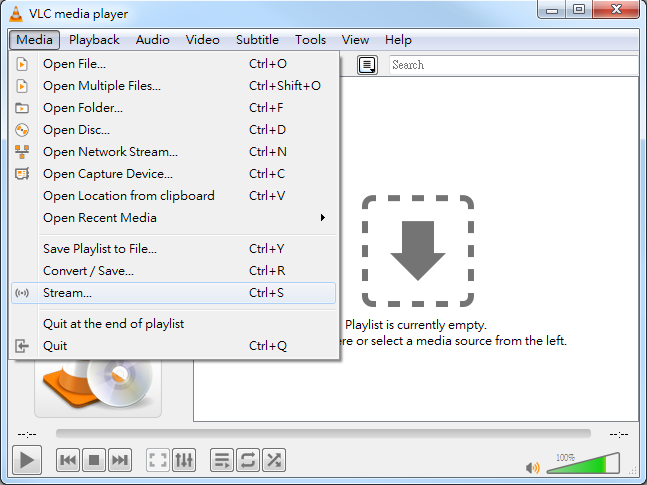 VLC media player
Media Playback Audio Video Subtitle Tools View Help
Open File... Ctrl+O
Open Multiple Files... Ctrl+Shift+O
Open Folder... Ctrl+F
Open Disc... Ctrl+D
Open Network Stream... Ctrl+N
Open Capture Device... Ctrl+C
Open Location from clipboard Ctrl+V
Open Recent Media
Save Playlist to File... Ctrl+Y
Convert / Save... Ctrl+R
Stream... Ctrl+S
Quit at the end of playlist
Quit Ctrl+Q
Search
Playlist is currently empty.
ere or select a media source from the left.
--:-- --:--
100%